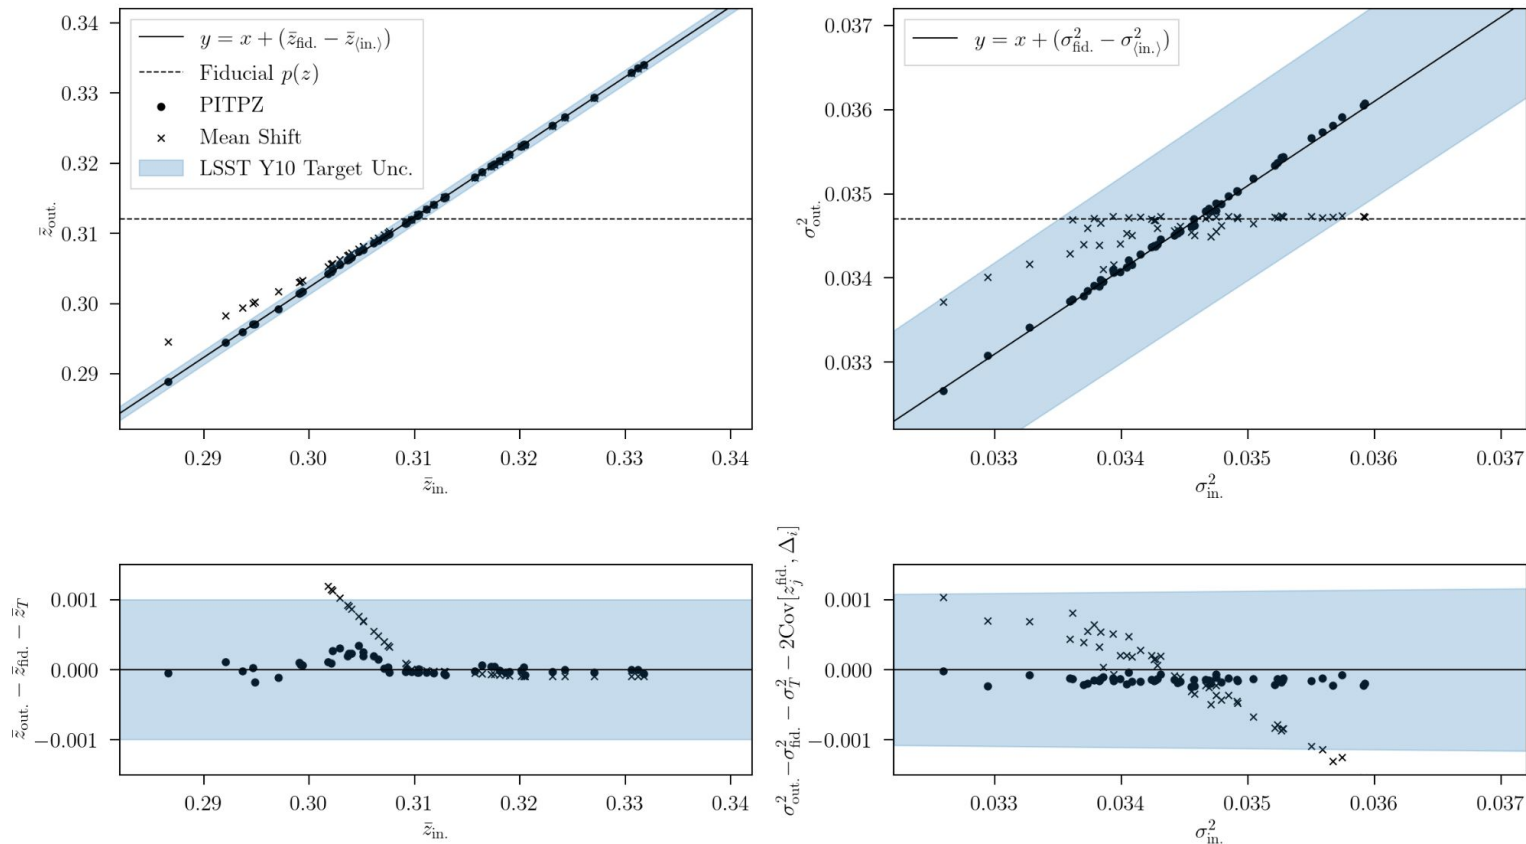 0.34
0.33
0.32
0.31
0.30
0.29
z̄out.
y = x + (z̄fid. − z̄⟨in.⟩)
Fiducial p(z)
PITPZ
Mean Shift
LSST Y10 Target Unc.
0.29 0.30 0.31 0.32 0.33 0.34
z̄in.
0.037
0.036
0.035
0.034
0.033
σ²out.
y = x + (σ²fid. − σ²⟨in.⟩)
0.033 0.034 0.035 0.036 0.037
σ²in.
0.001
0.000
−0.001
z̄out. − z̄fid. − z̄T
0.29 0.30 0.31 0.32 0.33 0.34
z̄in.
0.001
0.000
−0.001
σ²out. − σ²fid. − σ²T − 2Cov[zjfid., Δi]
0.033 0.034 0.035 0.036 0.037
σ²in.